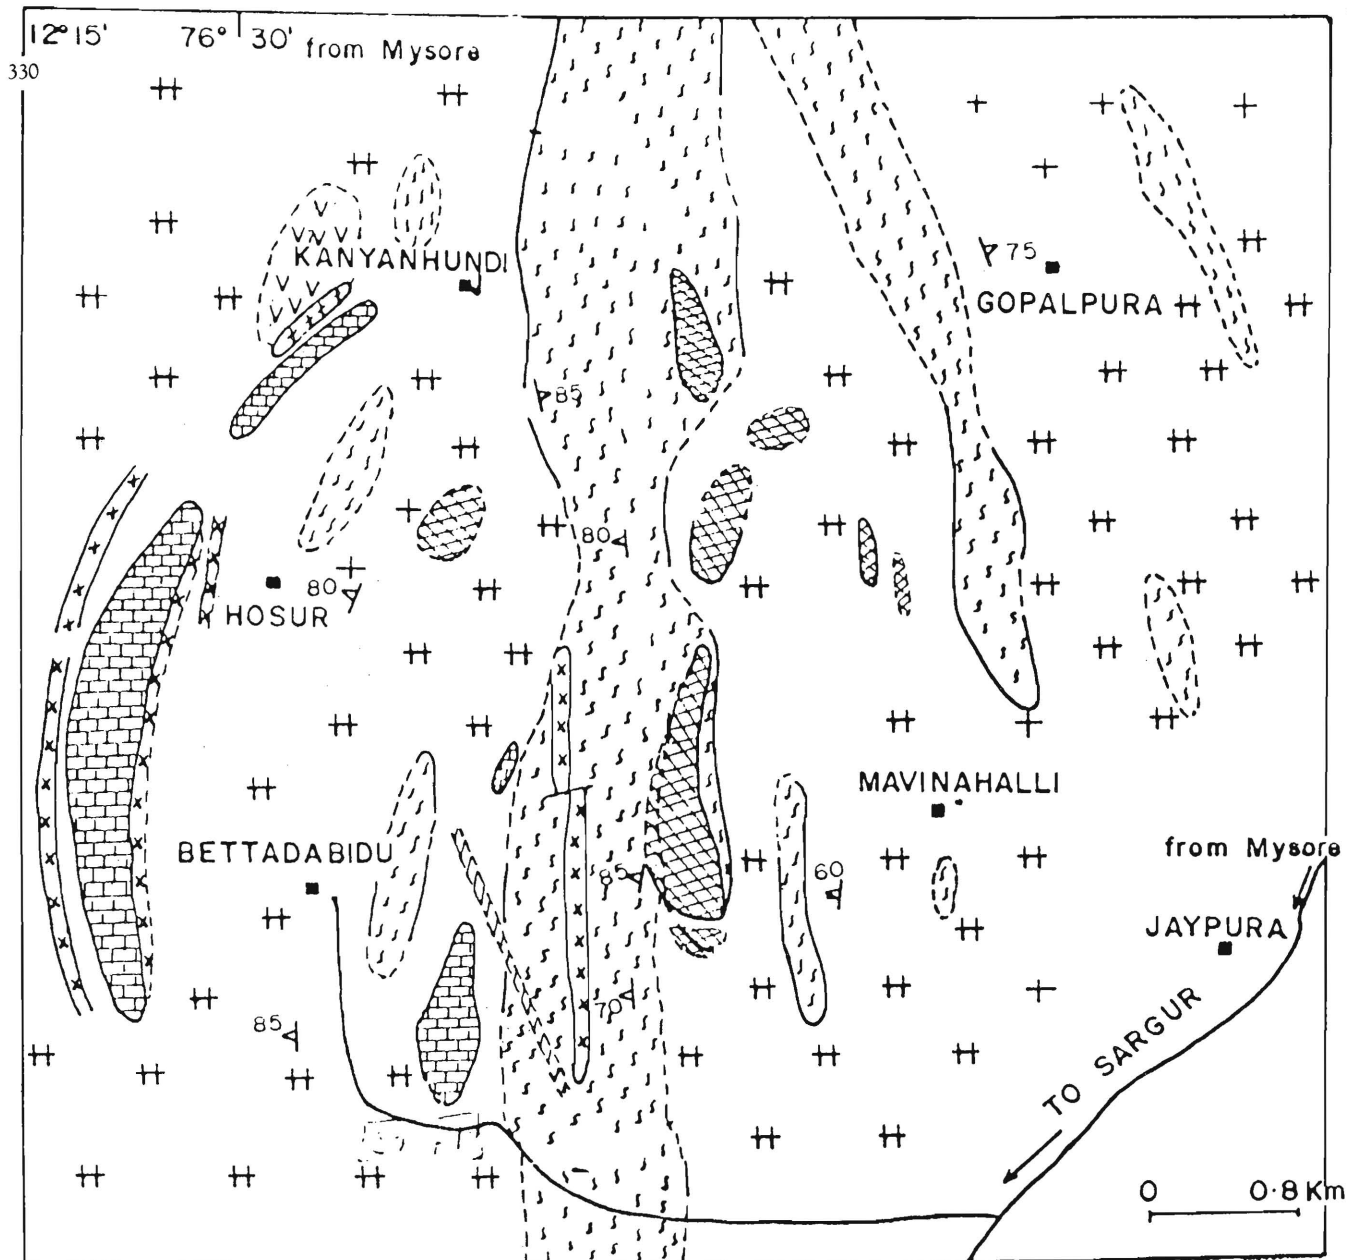 12°15' 76° 30' from Mysore
330
KANYANHUNDI
75
GOPALPURA
85
80
80
HOSUR
MAVINAHALLI
BETTADABIDU
from Mysore
85
60
JAYPURA
70
85
TO SARGUR
0 0.8 Km